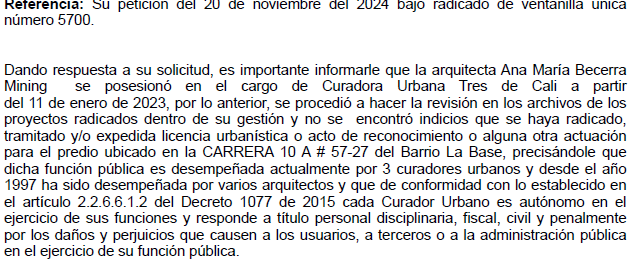 Referencia: Su petición del 20 de noviembre del 2024 bajo radicado de ventanilla única
número 5700.
Dando respuesta a su solicitud, es importante informarle que la arquitecta Ana María Becerra
Mining se posesionó en el cargo de Curadora Urbana Tres de Cali a partir
del 11 de enero de 2023, por lo anterior, se procedió a hacer la revisión en los archivos de los
proyectos radicados dentro de su gestión y no se encontró indicios que se haya radicado,
tramitado y/o expedida licencia urbanística o acto de reconocimiento o alguna otra actuación
para el predio ubicado en la CARRERA 10 A # 57-27 del Barrio La Base, precisándole que
dicha función pública es desempeñada actualmente por 3 curadores urbanos y desde el año
1997 ha sido desempeñada por varios arquitectos y que de conformidad con lo establecido en
el artículo 2.2.6.6.1.2 del Decreto 1077 de 2015 cada Curador Urbano es autónomo en el
ejercicio de sus funciones y responde a título personal disciplinaria, fiscal, civil y penalmente
por los daños y perjuicios que causen a los usuarios, a terceros o a la administración pública
en el ejercicio de su función pública.